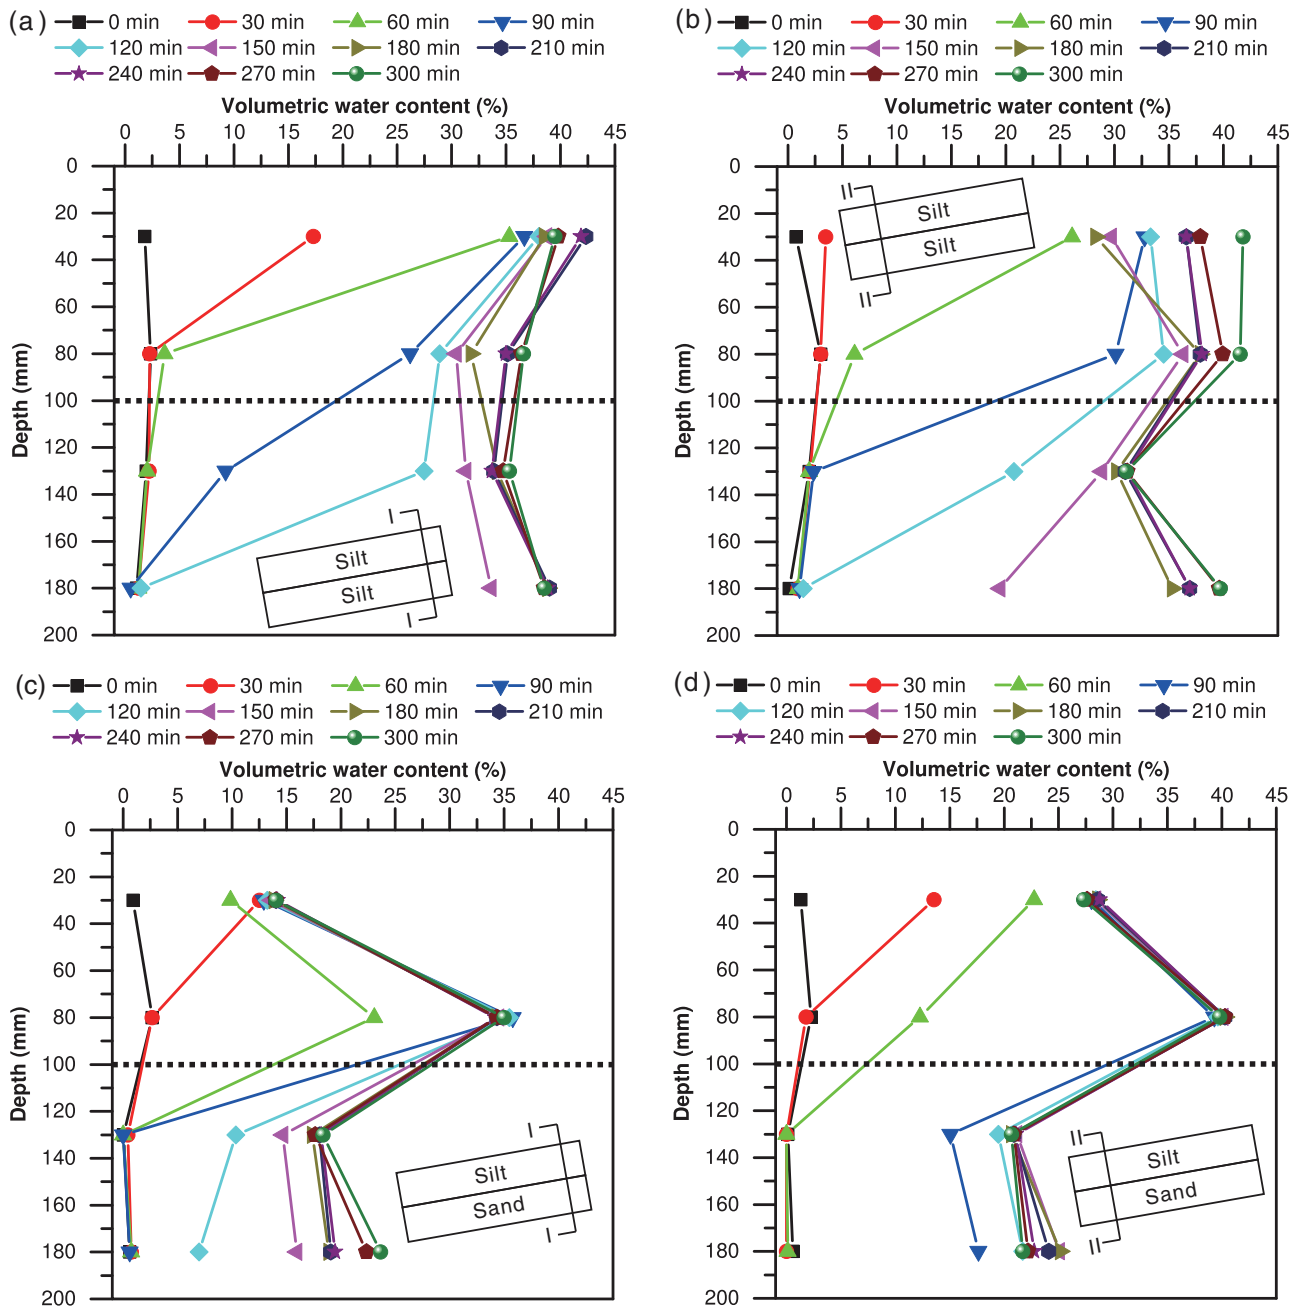 (a) 0 min 30 min 60 min 90 min
120 min 150 min 180 min 210 min
240 min 270 min 300 min
Volumetric water content (%)
0 5 10 15 20 25 30 35 40 45
0
20
40
60
80
100
120
140
160
180
200
Depth (mm)
I
Silt
Silt
I
(b) 0 min 30 min 60 min 90 min
120 min 150 min 180 min 210 min
240 min 270 min 300 min
Volumetric water content (%)
0 5 10 15 20 25 30 35 40 45
0
20
40
60
80
100
120
140
160
180
200
Depth (mm)
II
Silt
Silt
II
(c) 0 min 30 min 60 min 90 min
120 min 150 min 180 min 210 min
240 min 270 min 300 min
Volumetric water content (%)
0 5 10 15 20 25 30 35 40 45
0
20
40
60
80
100
120
140
160
180
200
Depth (mm)
I
Silt
Sand
I
(d) 0 min 30 min 60 min 90 min
120 min 150 min 180 min 210 min
240 min 270 min 300 min
Volumetric water content (%)
0 5 10 15 20 25 30 35 40 45
0
20
40
60
80
100
120
140
160
180
200
Depth (mm)
II
Silt
Sand
II